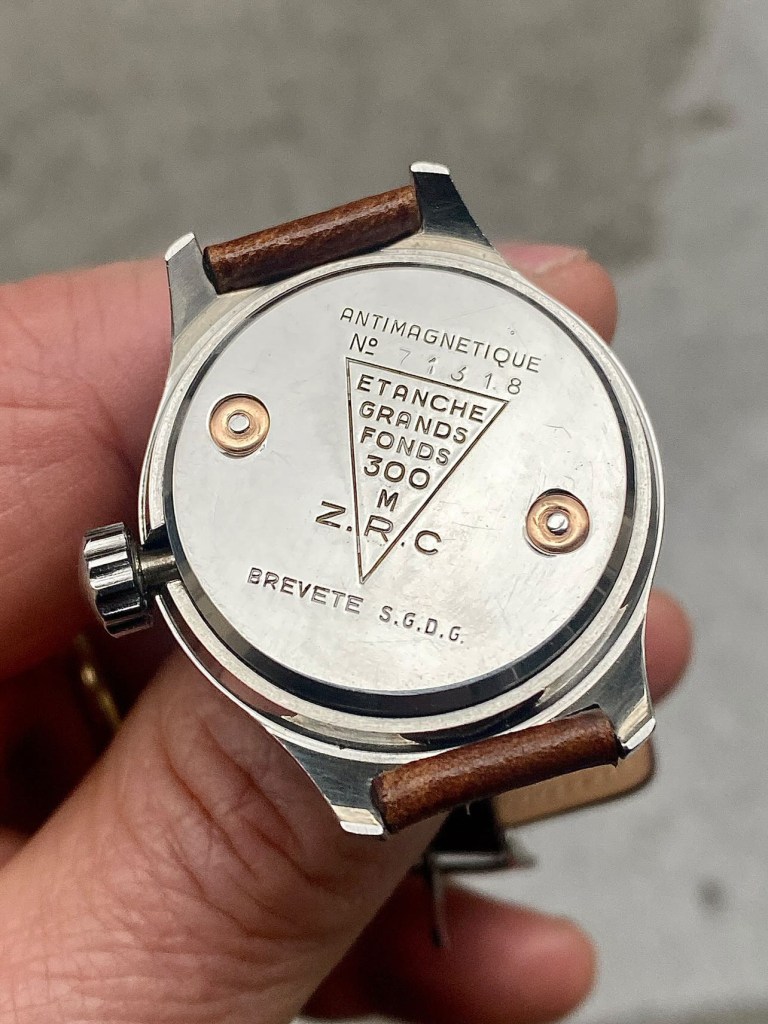 ANTIMAGNETIQUE
Nº 71318
ETANCHE
GRANDS
FONDS
300
M
Z.R.C
BREVETE S.G.D.G.